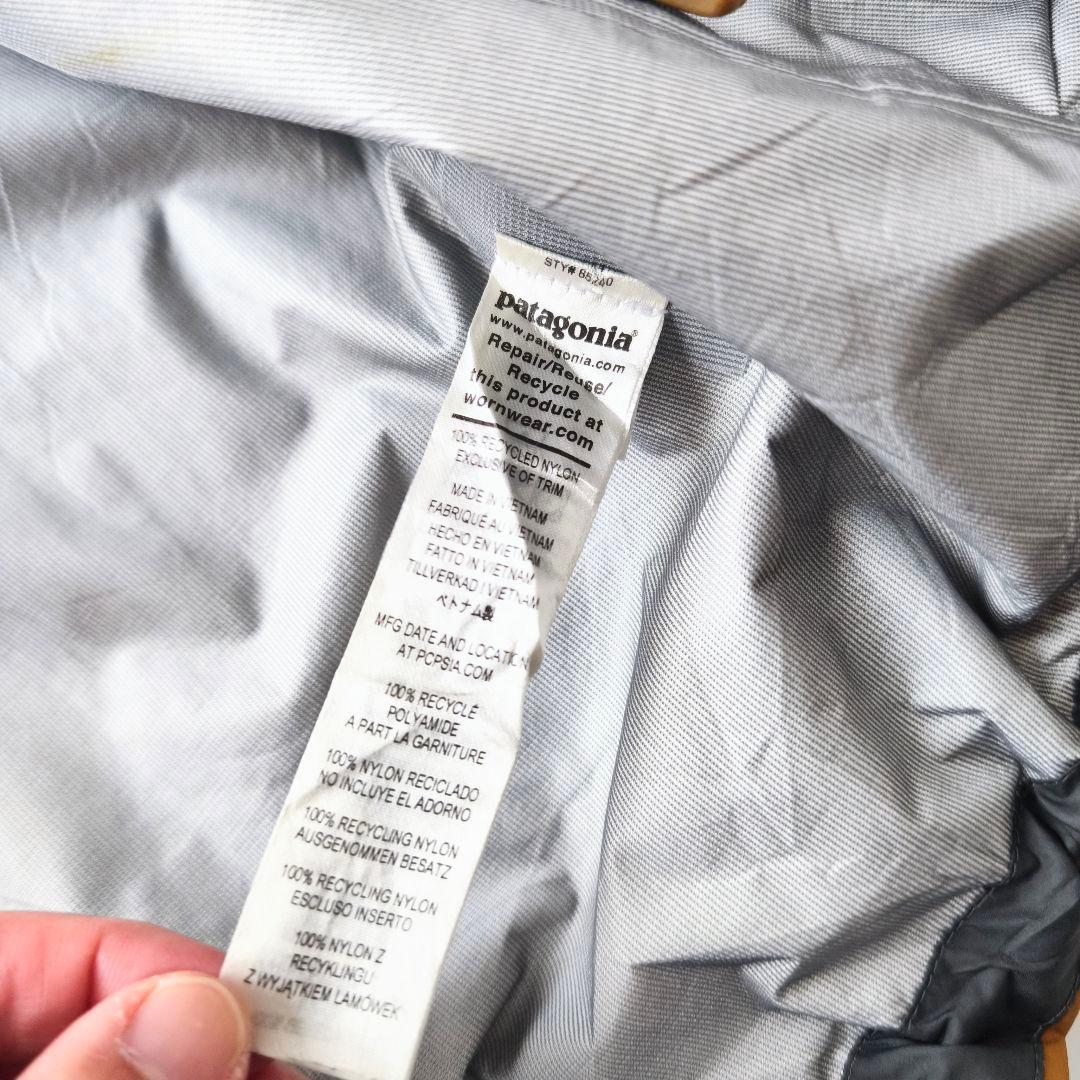 STY# 85240
patagonia®
www.patagonia.com
Repair/Reuse/
Recycle
this product at
wornwear.com
100% RECYCLED NYLON
EXCLUSIVE OF TRIM
MADE IN VIETNAM
FABRIQUÉ AU VIETNAM
HECHO EN VIETNAM
FATTO IN VIETNAM
TILLVERKAD I VIETNAM
ベトナム製
MFG DATE AND LOCATION
AT PCPSIA.COM
100% RECYCLÉ
POLYAMIDE
A PART LA GARNITURE
100% NYLON RECICLADO
NO INCLUYE EL ADORNO
100% RECYCLING NYLON
AUSGENOMMEN BESATZ
100% RECYCLING NYLON
ESCLUSO INSERTO
100% NYLON Z
RECYKLINGU
Z WYJĄTKIEM LAMÓWEK